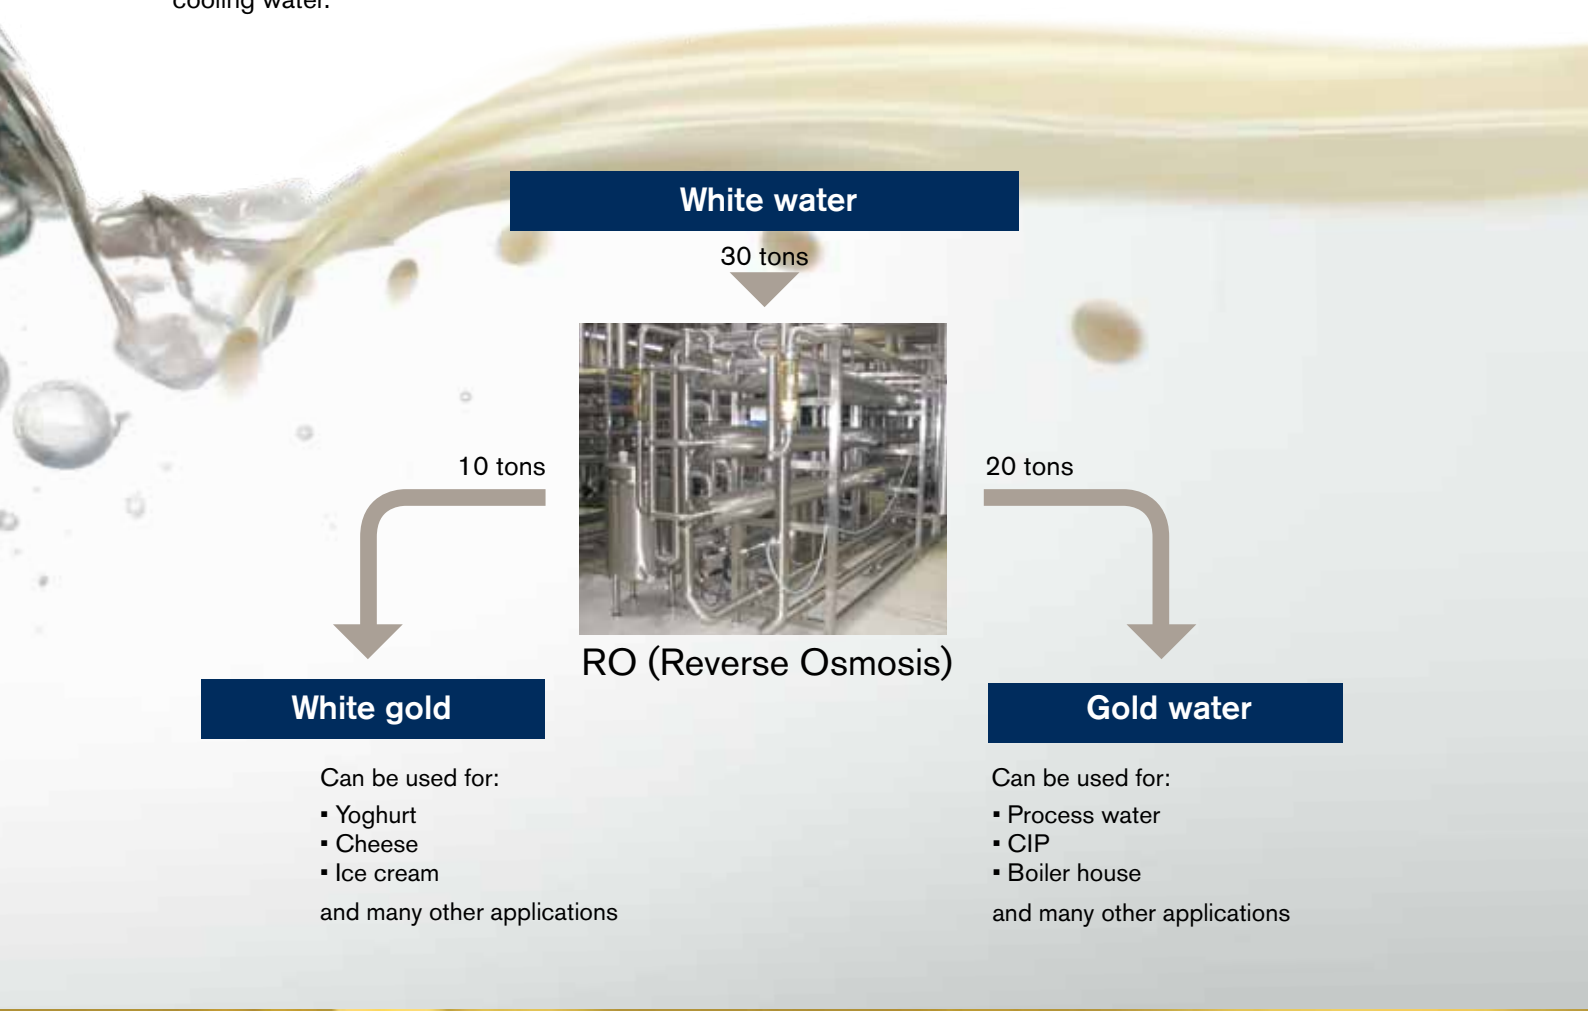 cooling water.
White water
30 tons
10 tons
20 tons
RO (Reverse Osmosis)
White gold
Can be used for:
▪ Yoghurt
▪ Cheese
▪ Ice cream
and many other applications
Gold water
Can be used for:
▪ Process water
▪ CIP
▪ Boiler house
and many other applications